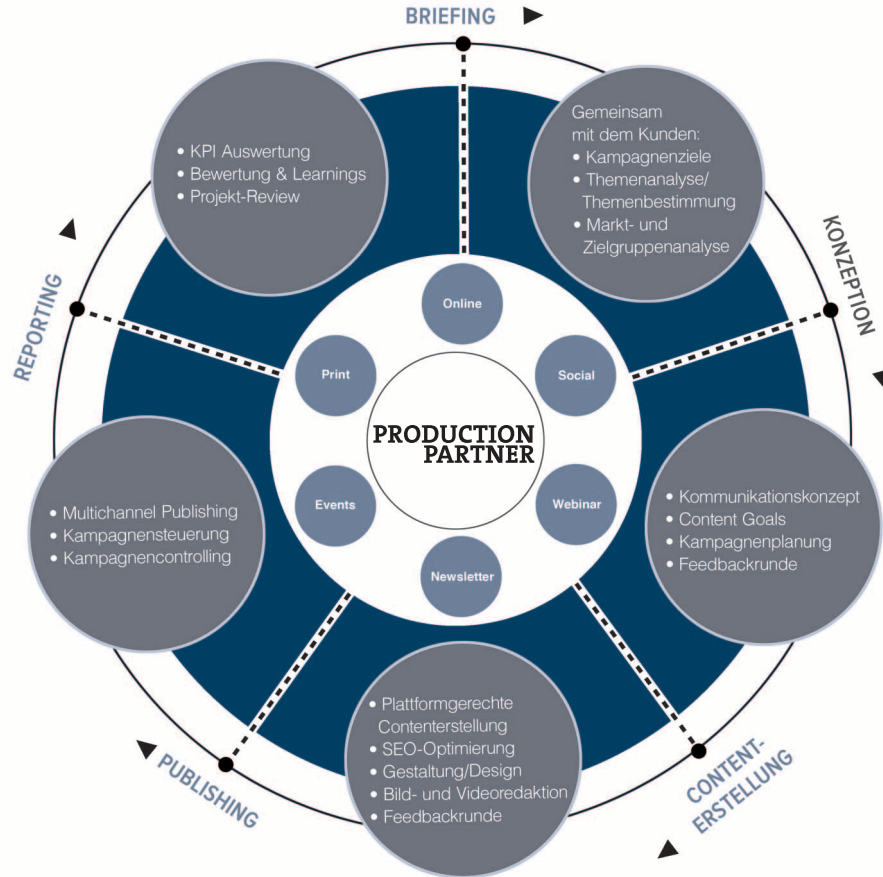 BRIEFING
Gemeinsam
mit dem Kunden:
• Kampagnenziele
• Themenanalyse/
Themenbestimmung
• Markt- und
Zielgruppenanalyse
KONZEPTION
• Kommunikationskonzept
• Content Goals
• Kampagnenplanung
• Feedbackrunde
CONTENT-
ERSTELLUNG
• Plattformgerechte
Contenterstellung
• SEO-Optimierung
• Gestaltung/Design
• Bild- und Videoredaktion
• Feedbackrunde
PUBLISHING
• Multichannel Publishing
• Kampagnensteuerung
• Kampagnencontrolling
REPORTING
• KPI Auswertung
• Bewertung & Learnings
• Projekt-Review
Online
Social
Webinar
Newsletter
Events
Print
PRODUCTION
PARTNER